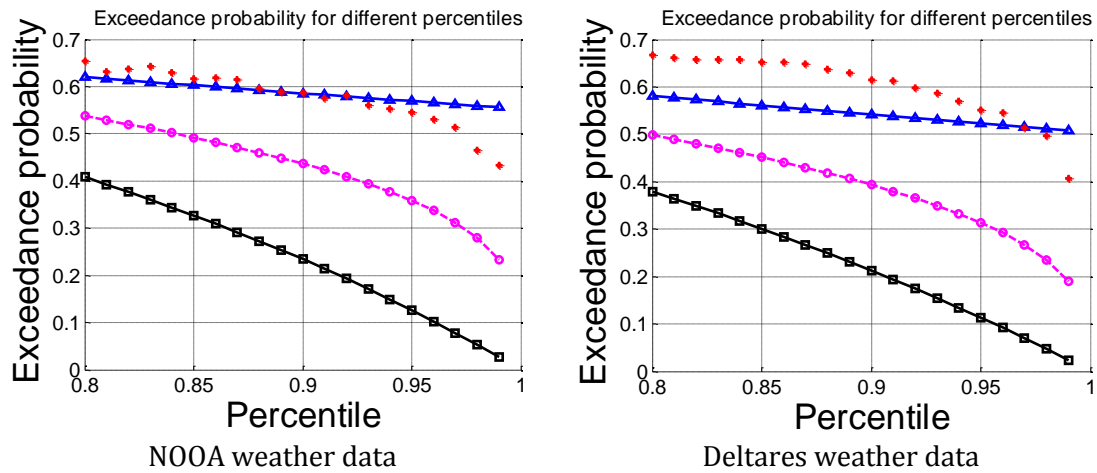 Exceedance probability for different percentiles
0.7
0.6
0.5
0.4
0.3
0.2
0.1
0
0.8 0.85 0.9 0.95 1
Exceedance probability
Percentile
NOOA weather data
Exceedance probability for different percentiles
0.7
0.6
0.5
0.4
0.3
0.2
0.1
0
0.8 0.85 0.9 0.95 1
Exceedance probability
Percentile
Deltares weather data